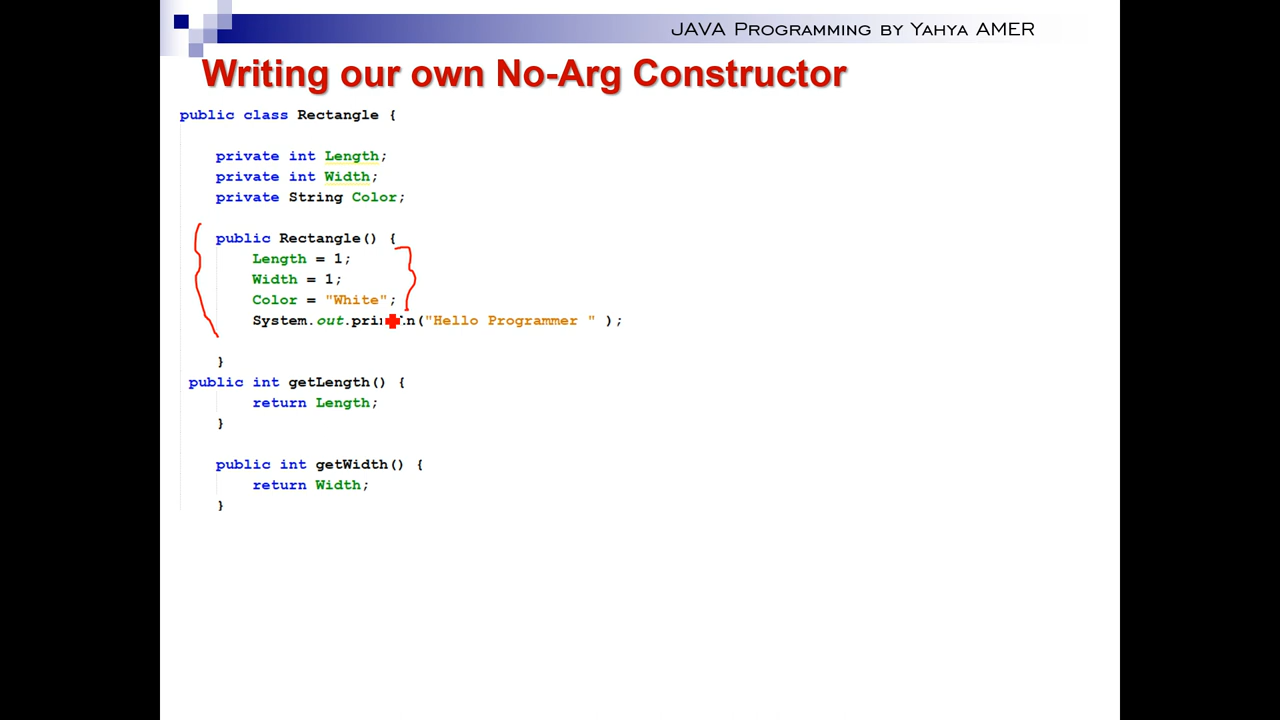 JAVA PROGRAMMING BY YAHYA AMER
Writing our own No-Arg Constructor
public class Rectangle {
private int Length;
private int Width;
private String Color;
public Rectangle() {
Length = 1;
Width = 1;
Color = "White";
System.out.println("Hello Programmer " );
}
public int getLength() {
return Length;
}
public int getWidth() {
return Width;
}